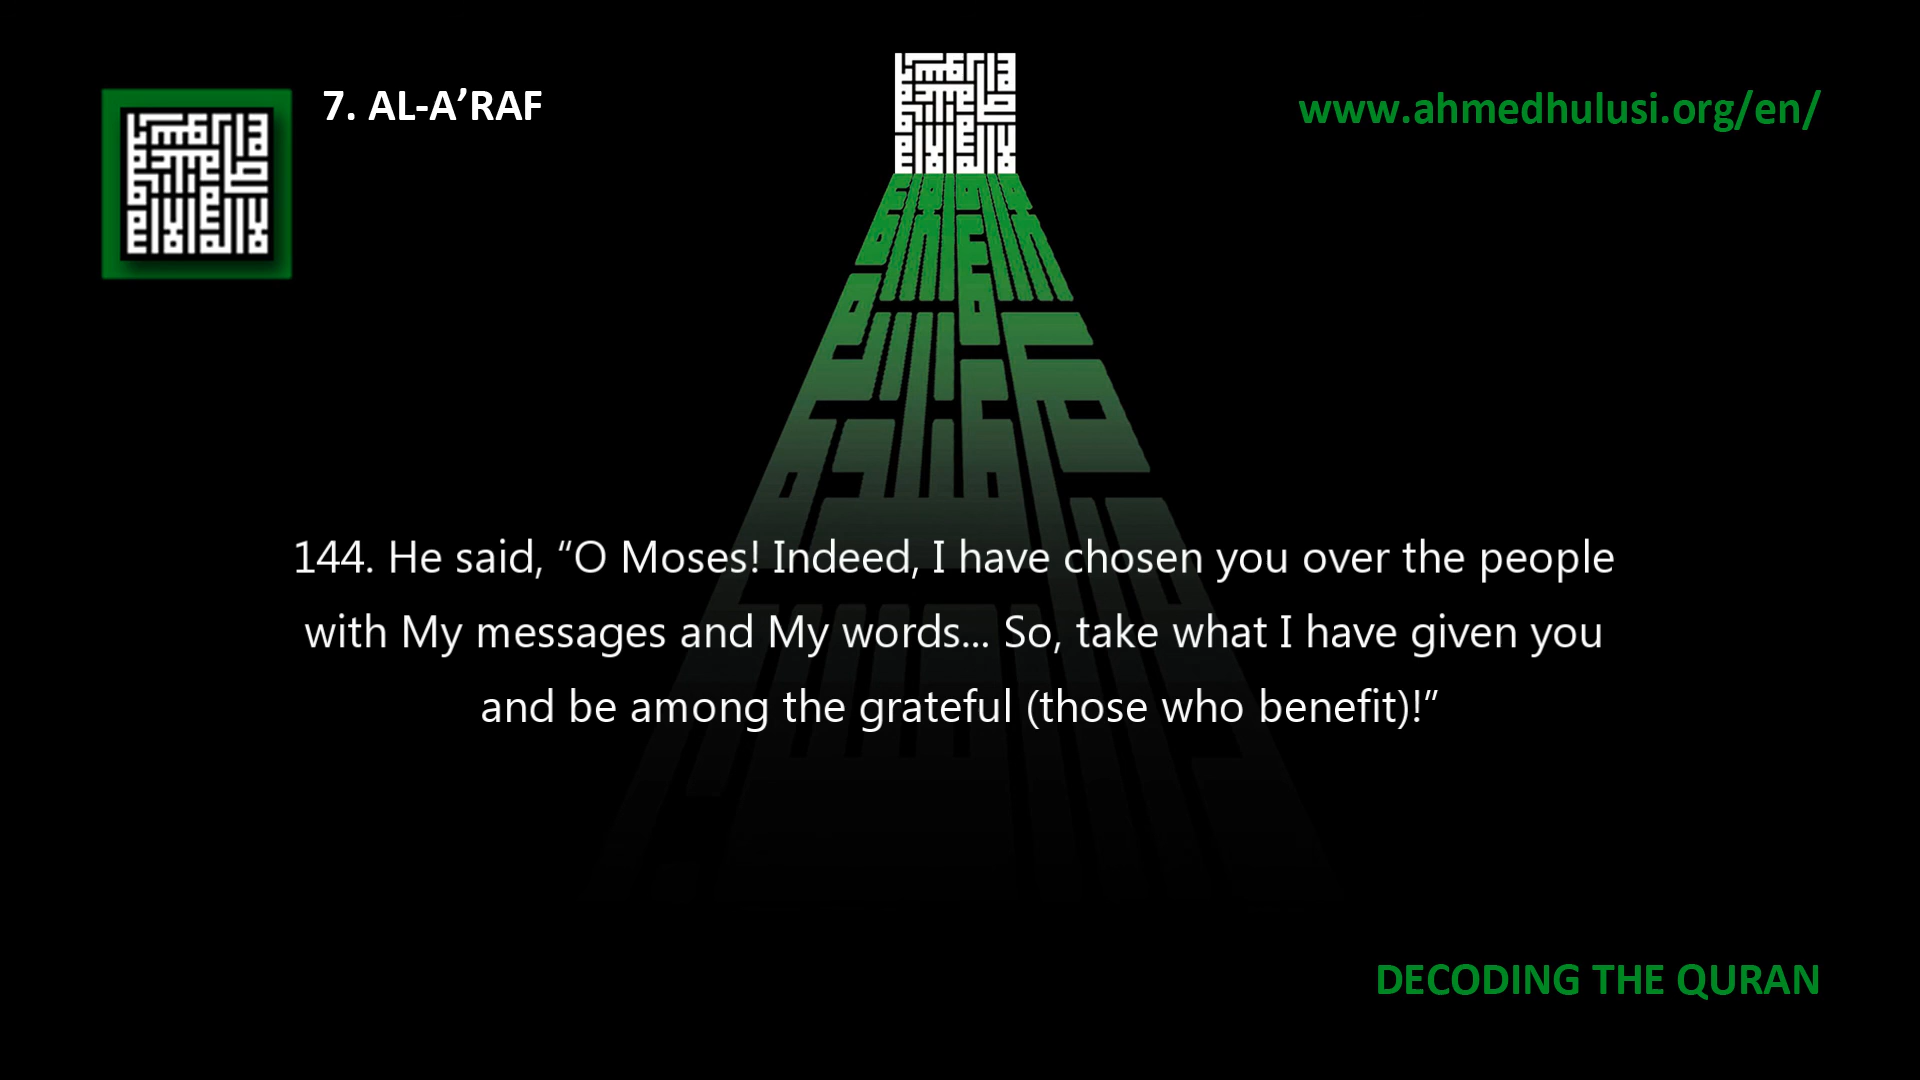 7. AL-A’RAF
www.ahmedhulusi.org/en/
144. He said, “O Moses! Indeed, I have chosen you over the people
with My messages and My words... So, take what I have given you
and be among the grateful (those who benefit)!”
DECODING THE QURAN